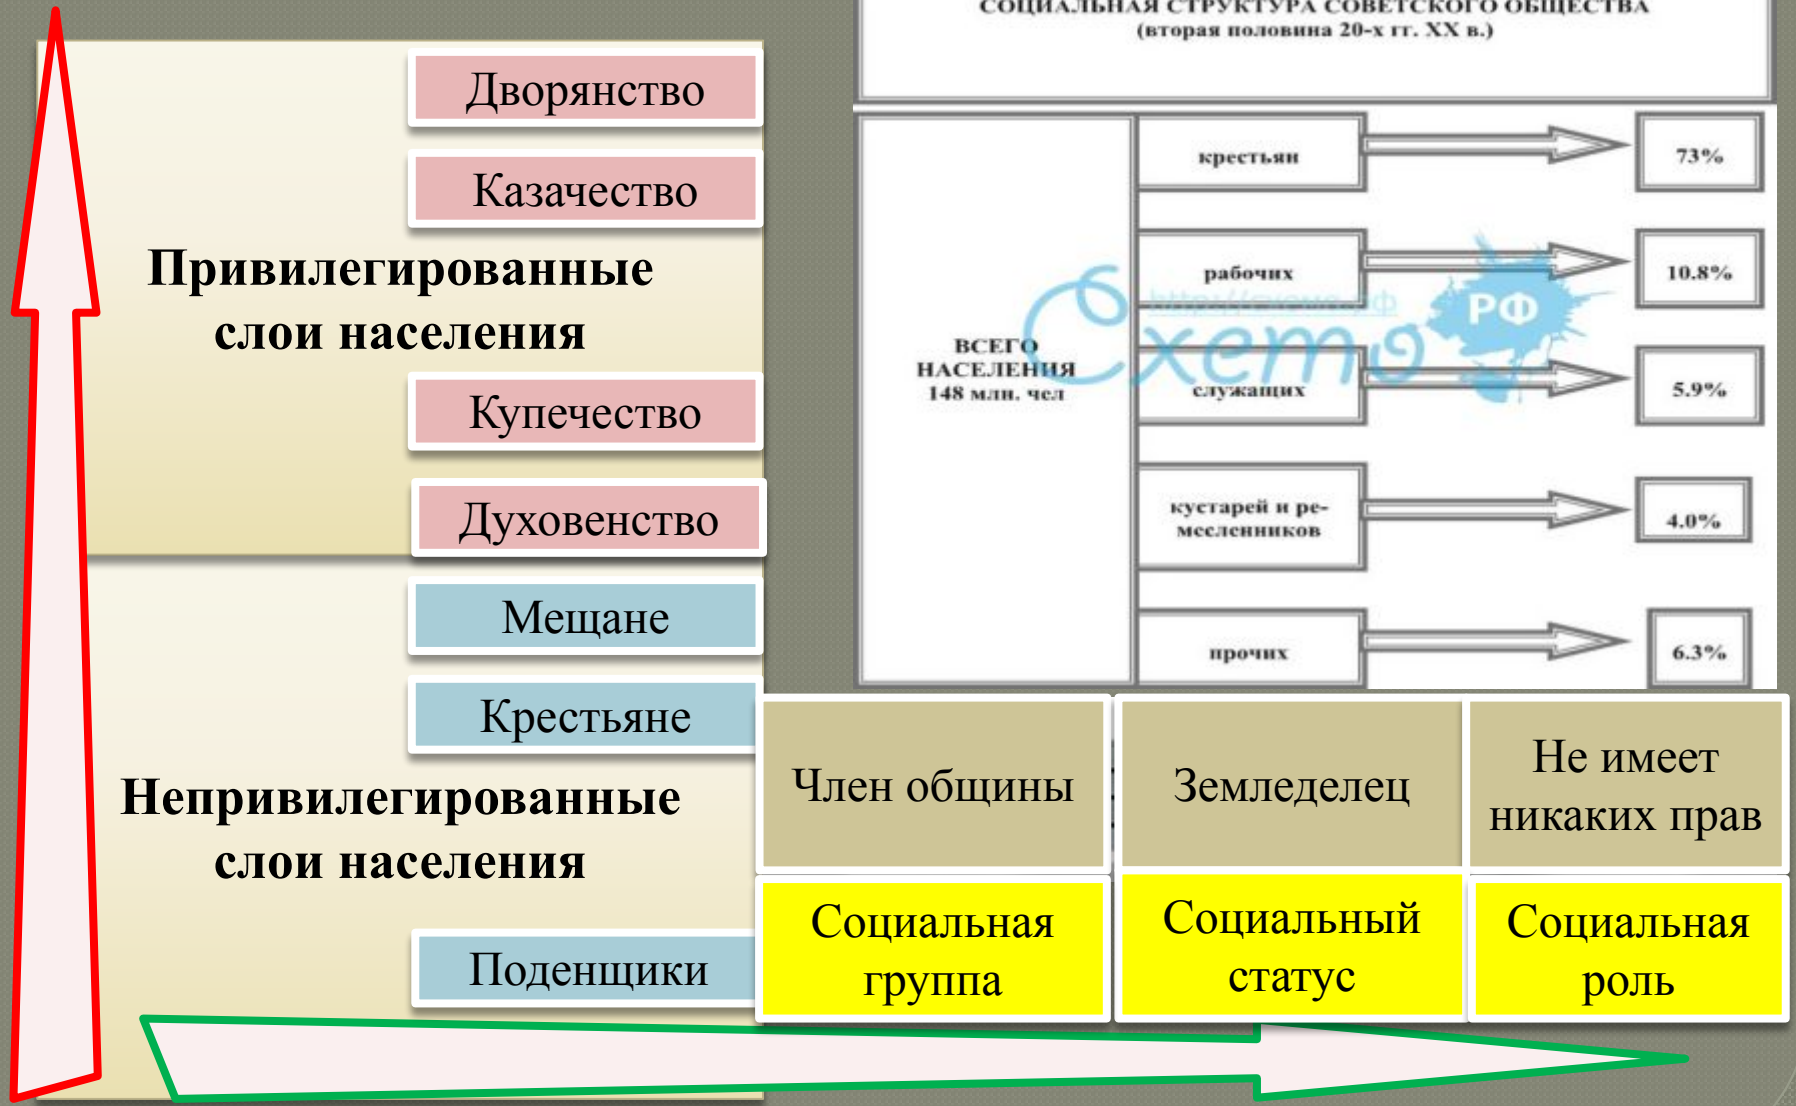 Дворянство
Казачество
Привилегированные
слои населения
Купечество
Духовенство
Мещане
Крестьяне
Непривилегированные
слои населения
Поденщики
СОЦИАЛЬНАЯ СТРУКТУРА СОВЕТСКОГО ОБЩЕСТВА
(вторая половина 20-х гг. XX в.)
ВСЕГО
НАСЕЛЕНИЯ
148 млн. чел
крестьян
73%
рабочих
10.8%
служащих
5.9%
кустарей и ре-
месленников
4.0%
прочих
6.3%
Схемо
РФ
Член общины
Земледелец
Не имеет
никаких прав
Социальная
группа
Социальный
статус
Социальная
роль